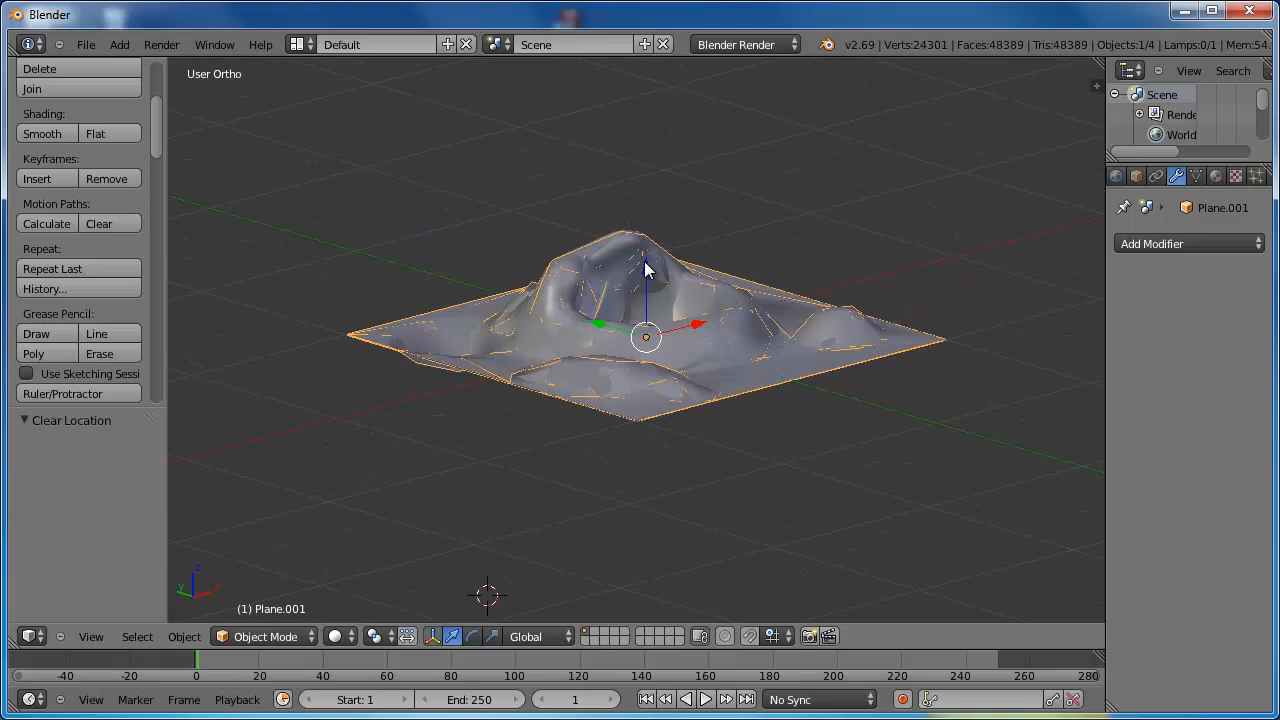 Blender
File Add Render Window Help Default Scene Blender Render v2.69 | Verts:24301 | Faces:48389 | Tris:48389 | Objects:1/4 | Lamps:0/1 | Mem:54.
Delete
Join
Shading:
Smooth Flat
Keyframes:
Insert Remove
Motion Paths:
Calculate Clear
Repeat:
Repeat Last
History...
Grease Pencil:
Draw Line
Poly Erase
Use Sketching Sessi
Ruler/Protractor
Clear Location
User Ortho
z
y x
(1) Plane.001
View Search
Scene
Rende
World
Plane.001
Add Modifier
View Select Object Object Mode Global
-40 -20 0 20 40 60 80 100 120 140 160 180 200 220 240 260 280
View Marker Frame Playback Start: 1 End: 250 1 No Sync